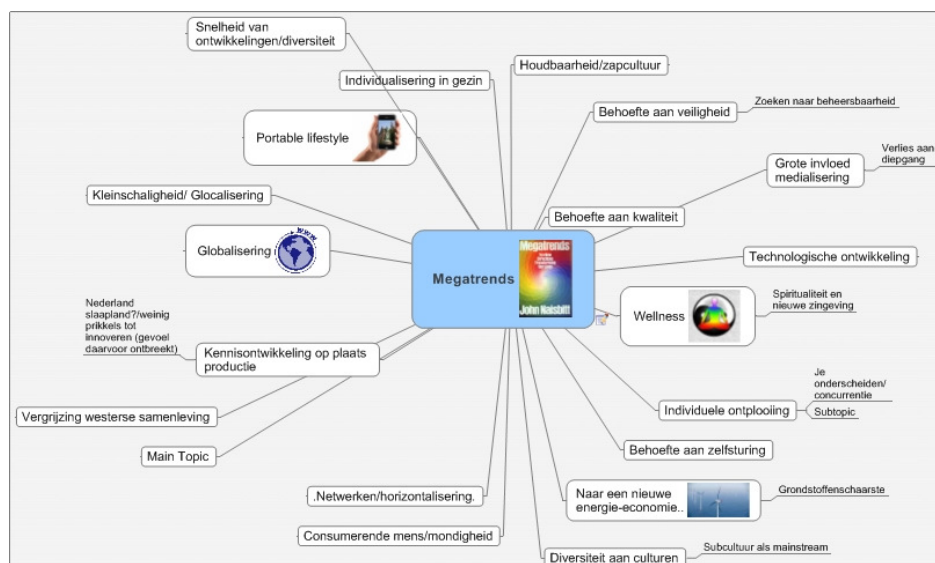 Snelheid van
ontwikkelingen/diversiteit
Houdbaarheid/zapcultuur
Individualisering in gezin
Behoefte aan veiligheid
Zoeken naar beheersbaarheid
Portable lifestyle
Grote invloed
medialisering
Verlies aan
diepgang
Kleinschaligheid/ Glocalisering
Behoefte aan kwaliteit
Globalisering
www
Megatrends
Megatrends
John Naisbitt
Technologische ontwikkeling
Wellness
Spiritualiteit en
nieuwe zingeving
Nederland
slaapland?/weinig
prikkels tot
innoveren (gevoel
daarvoor ontbreekt)
Kennisontwikkeling op plaats
productie
Individuele ontplooiing
Je
onderscheiden/
concurrentie
Subtopic
Vergrijzing westerse samenleving
Main Topic
Behoefte aan zelfsturing
.Netwerken/horizontalisering.
Naar een nieuwe
energie-economie..
Grondstoffenschaarste
Consumerende mens/mondigheid
Diversiteit aan culturen
Subcultuur als mainstream